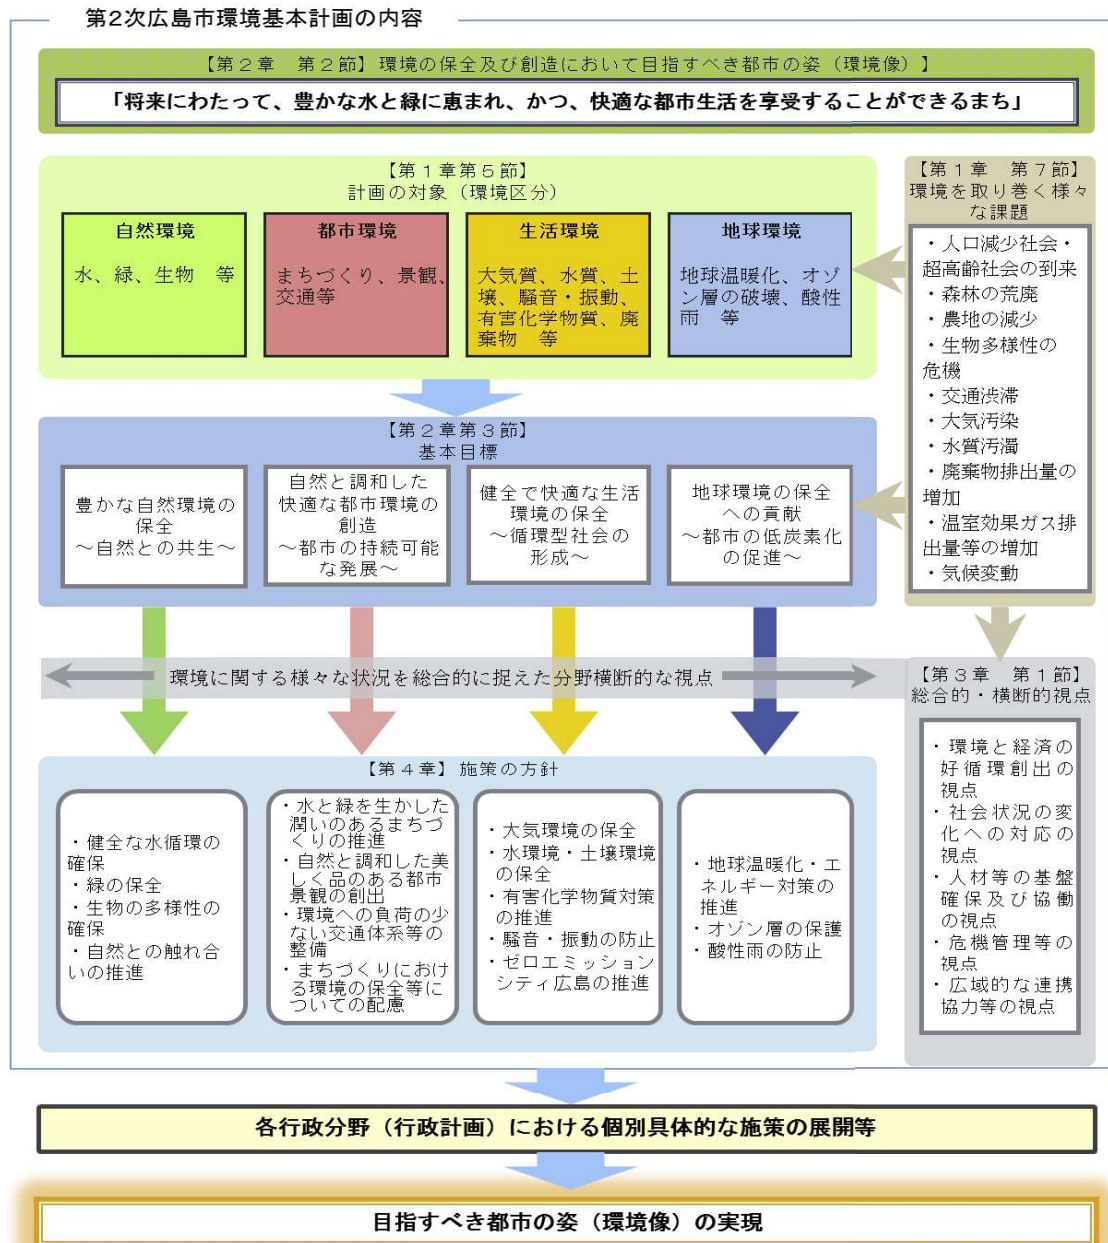 第2次広島市環境基本計画の内容
【第２章　第２節】環境の保全及び創造において目指すべき都市の姿（環境像）】
「将来にわたって、豊かな水と緑に恵まれ、かつ、快適な都市生活を享受することができるまち」
【第１章第５節】
計画の対象（環境区分）
自然環境
水、緑、生物　等
都市環境
まちづくり、景観、
交通等
生活環境
大気質、水質、土
壌、騒音・振動、
有害化学物質、廃
棄物　等
地球環境
地球温暖化、オゾ
ン層の破壊、酸性
雨　等
【第１章　第７節】
環境を取り巻く様々
な課題
・人口減少社会・
超高齢社会の到来
・森林の荒廃
・農地の減少
・生物多様性の
危機
・交通渋滞
・大気汚染
・水質汚濁
・廃棄物排出量の
増加
・温室効果ガス排
出量等の増加
・気候変動
【第２章第３節】
基本目標
豊かな自然環境の
保全
～自然との共生～
自然と調和した
快適な都市環境の
創造
～都市の持続可能
な発展～
健全で快適な生活
環境の保全
～循環型社会の
形成～
地球環境の保全
への貢献
～都市の低炭素化
の促進～
環境に関する様々な状況を総合的に捉えた分野横断的な視点
【第３章　第１節】
総合的・横断的視点
・環境と経済の
好循環創出の
視点
・社会状況の変
化への対応の
視点
・人材等の基盤
確保及び協働
の視点
・危機管理等の
視点
・広域的な連携
協力等の視点
【第４章】施策の方針
・健全な水循環の
確保
・緑の保全
・生物の多様性の
確保
・自然との触れ合
いの推進
・水と緑を生かした
潤いのあるまちづ
くりの推進
・自然と調和した美
しく品のある都市
景観の創出
・環境への負荷の少
ない交通体系等の
整備
・まちづくりにおけ
る環境の保全等に
ついての配慮
・大気環境の保全
・水環境・土壌環境
の保全
・有害化学物質対策
の推進
・騒音・振動の防止
・ゼロエミッション
シティ広島の推進
・地球温暖化・エ
ネルギー対策の
推進
・オゾン層の保護
・酸性雨の防止
各行政分野（行政計画）における個別具体的な施策の展開等
目指すべき都市の姿（環境像）の実現